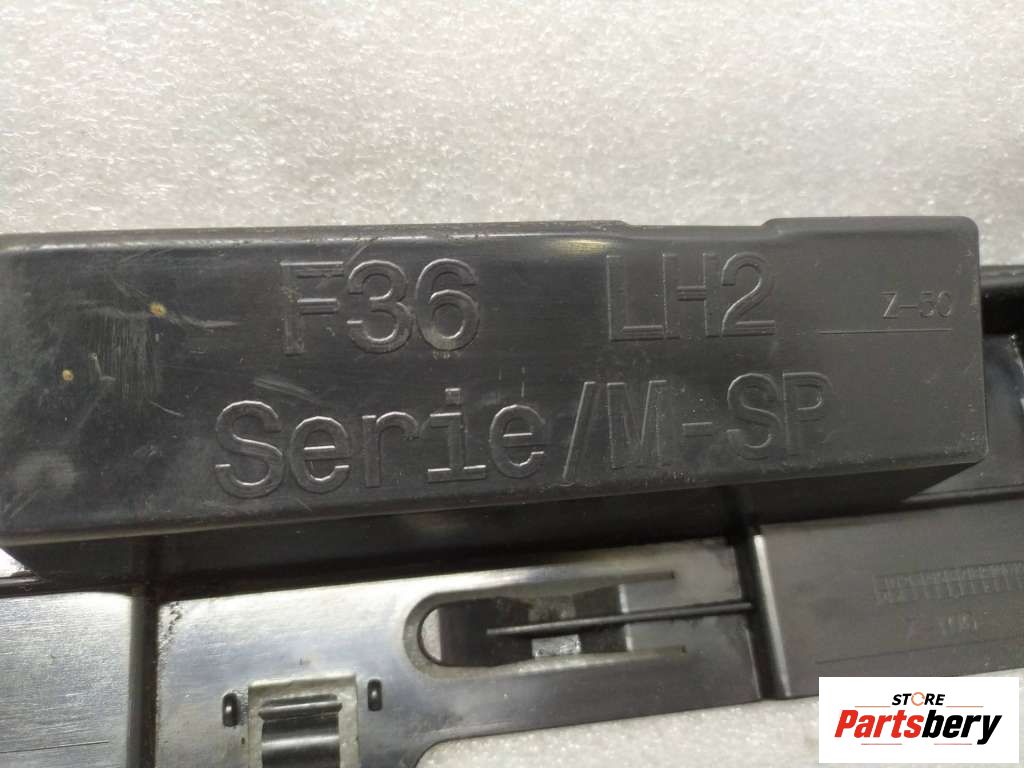 F36 LH2 Z-50
Serie/M-SP
STORE
Partsbery